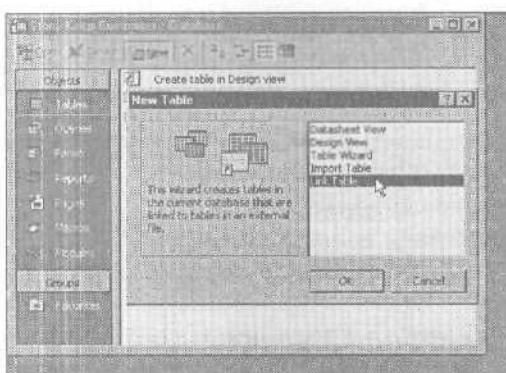 New
Objects
Create table in Design view
Tables
Queries
Forms
Reports
Pages
Macros
Modules
Groups
Favorites
New Table
This wizard creates tables in
the current database that are
linked to tables in an external
file.
Datasheet View
Design View
Table Wizard
Import Table
Link Table
OK
Cancel